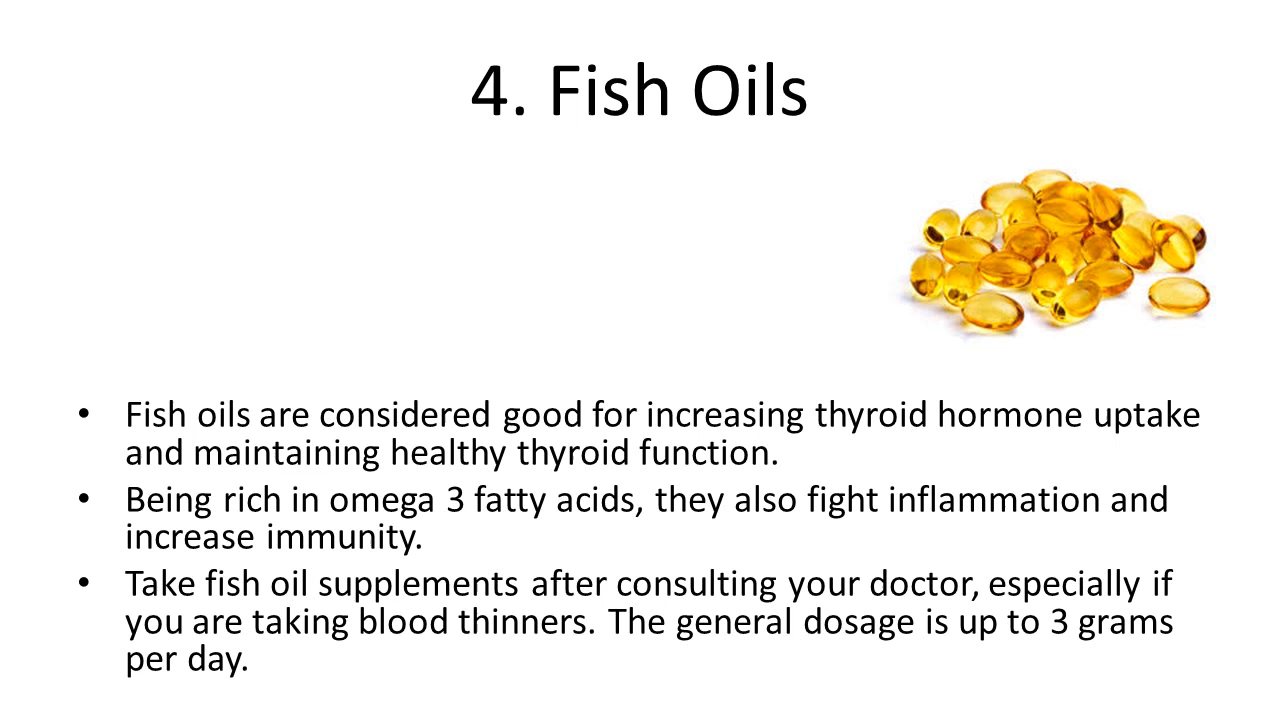 4. Fish Oils
• Fish oils are considered good for increasing thyroid hormone uptake
and maintaining healthy thyroid function.
• Being rich in omega 3 fatty acids, they also fight inflammation and
increase immunity.
• Take fish oil supplements after consulting your doctor, especially if
you are taking blood thinners. The general dosage is up to 3 grams
per day.